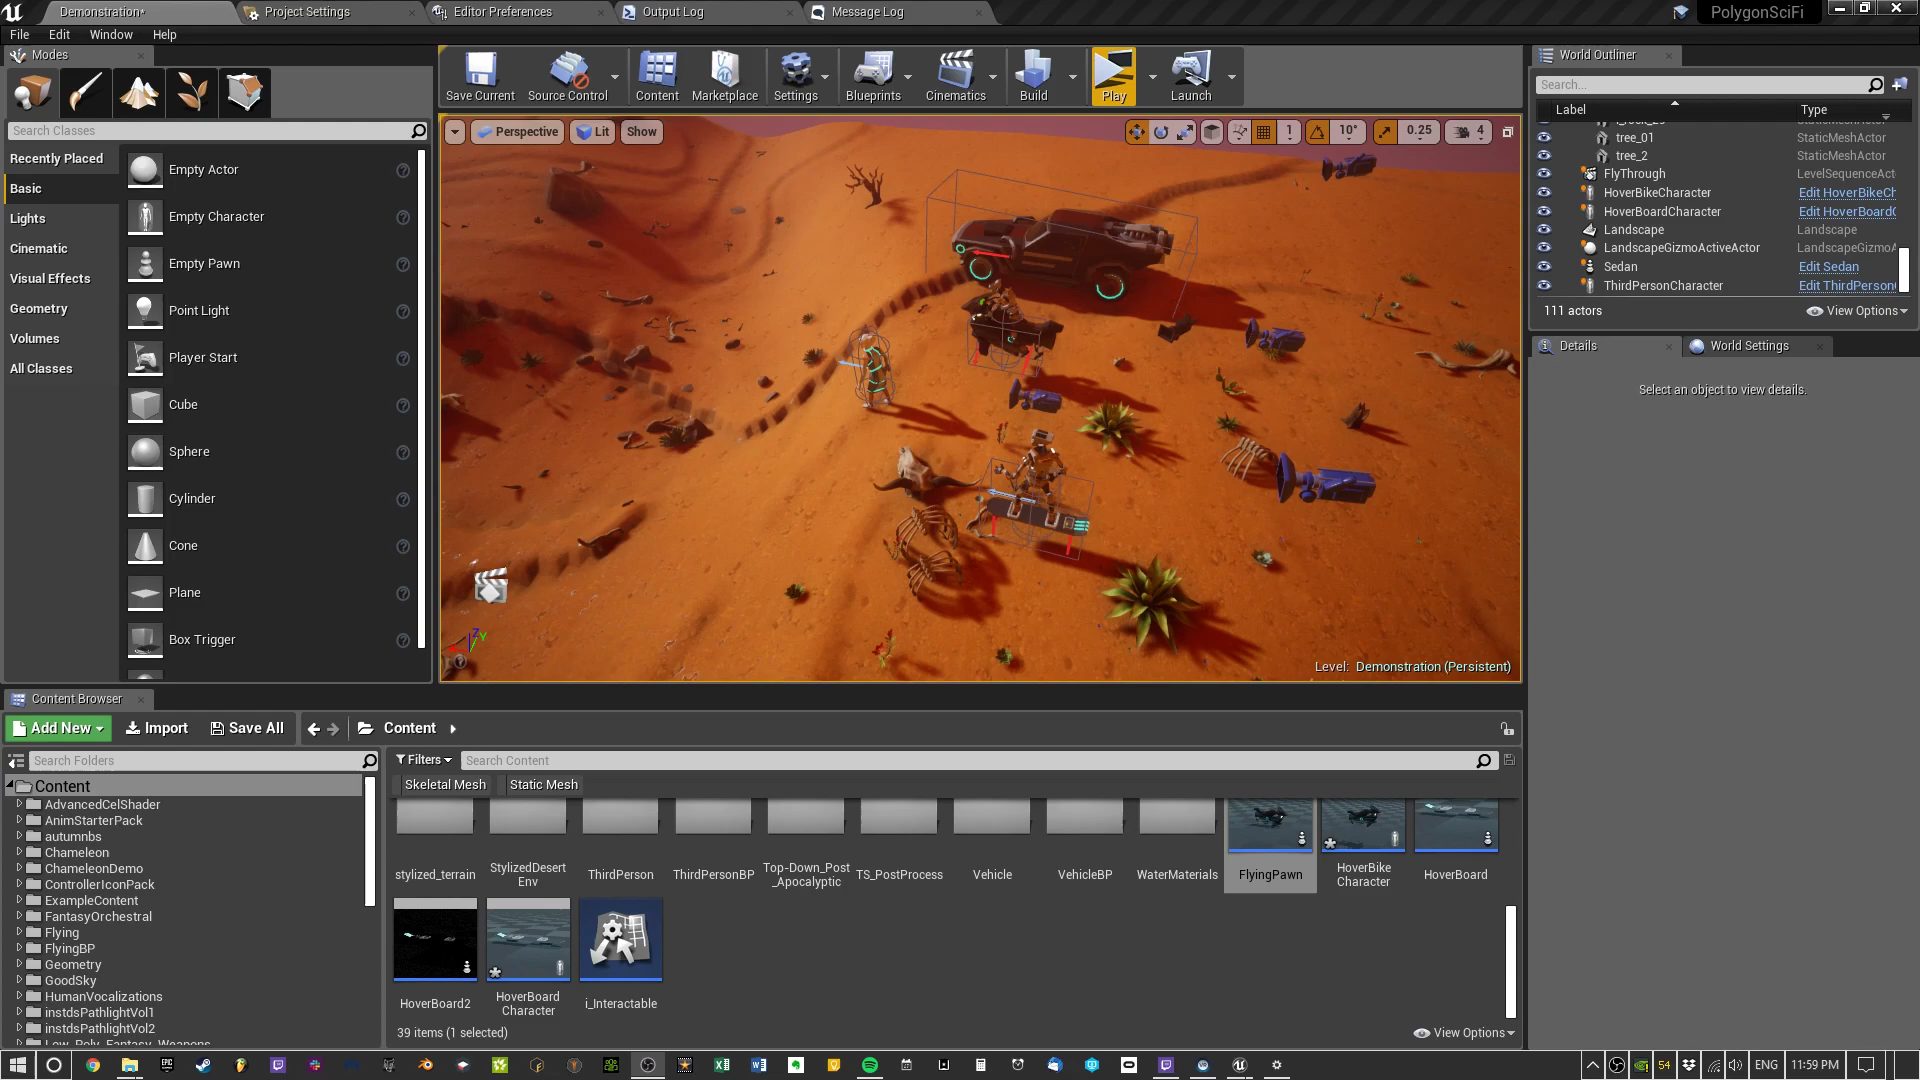 Demonstration*
Project Settings
Editor Preferences
Output Log
Message Log
PolygonSciFi
File
Edit
Window
Help
Modes
Search Classes
Recently Placed
Basic
Lights
Cinematic
Visual Effects
Geometry
Volumes
All Classes
Empty Actor
Empty Character
Empty Pawn
Point Light
Player Start
Cube
Sphere
Cylinder
Cone
Plane
Box Trigger
Save Current
Source Control
Content
Marketplace
Settings
Blueprints
Cinematics
Build
Play
Launch
Perspective
Lit
Show
1
10°
0.25
4
Z
Y
Level: Demonstration (Persistent)
World Outliner
Search...
Label
Type
tree_01
StaticMeshActor
tree_2
StaticMeshActor
FlyThrough
LevelSequenceAct
HoverBikeCharacter
Edit HoverBikeCh
HoverBoardCharacter
Edit HoverBoardC
Landscape
Landscape
LandscapeGizmoActiveActor
LandscapeGizmoA
Sedan
Edit Sedan
ThirdPersonCharacter
Edit ThirdPerson
111 actors
View Options
Details
World Settings
Select an object to view details.
Content Browser
Add New
Import
Save All
Content
Search Folders
Content
AdvancedCelShader
AnimStarterPack
autumnbs
Chameleon
ChameleonDemo
ControllerIconPack
ExampleContent
FantasyOrchestral
Flying
FlyingBP
Geometry
GoodSky
HumanVocalizations
instdsPathlightVol1
instdsPathlightVol2
Low_Poly_Fantasy_Weapons
Filters
Search Content
Skeletal Mesh
Static Mesh
stylized_terrain
StylizedDesert
Env
ThirdPerson
ThirdPersonBP
Top-Down_Post
_Apocalyptic
TS_PostProcess
Vehicle
VehicleBP
WaterMaterials
FlyingPawn
HoverBike
Character
HoverBoard
HoverBoard2
HoverBoard
Character
i_Interactable
39 items (1 selected)
View Options
54
ENG
11:59 PM